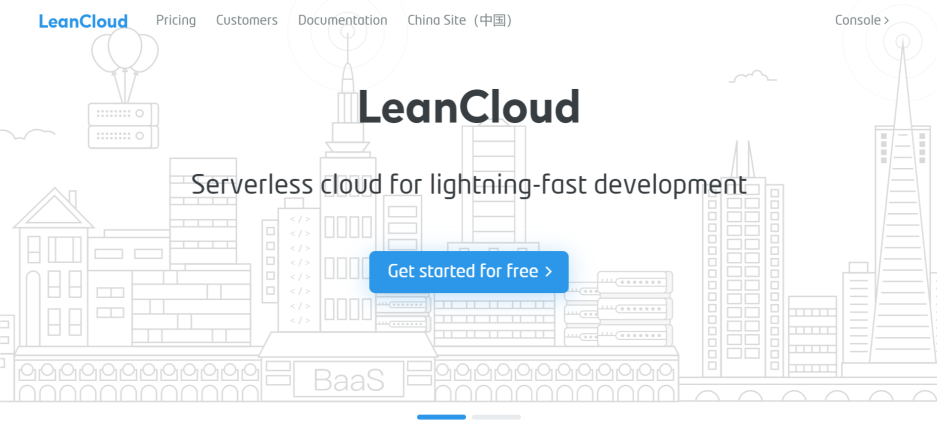 LeanCloud
Pricing
Customers
Documentation
China Site（中国）
Console
LeanCloud
Serverless cloud for lightning-fast development
Get started for free
</>
</>
</>
</>
</>
</>
</>
</>
BaaS